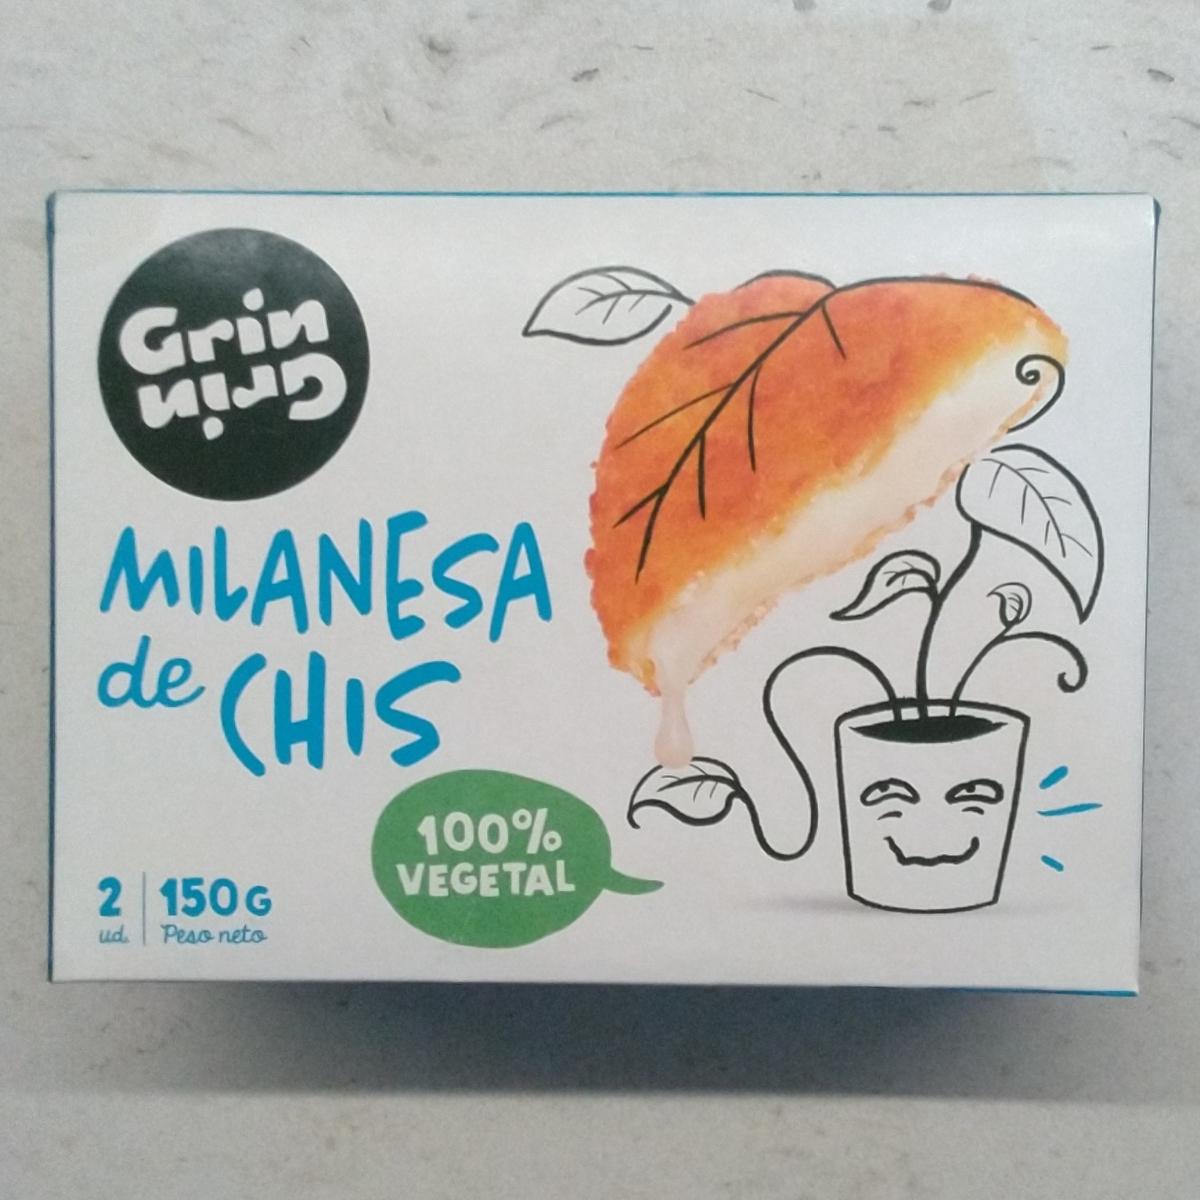 Grin
Grin
MILANESA
de CHIS
100%
VEGETAL
2 150G
ud. Peso neto